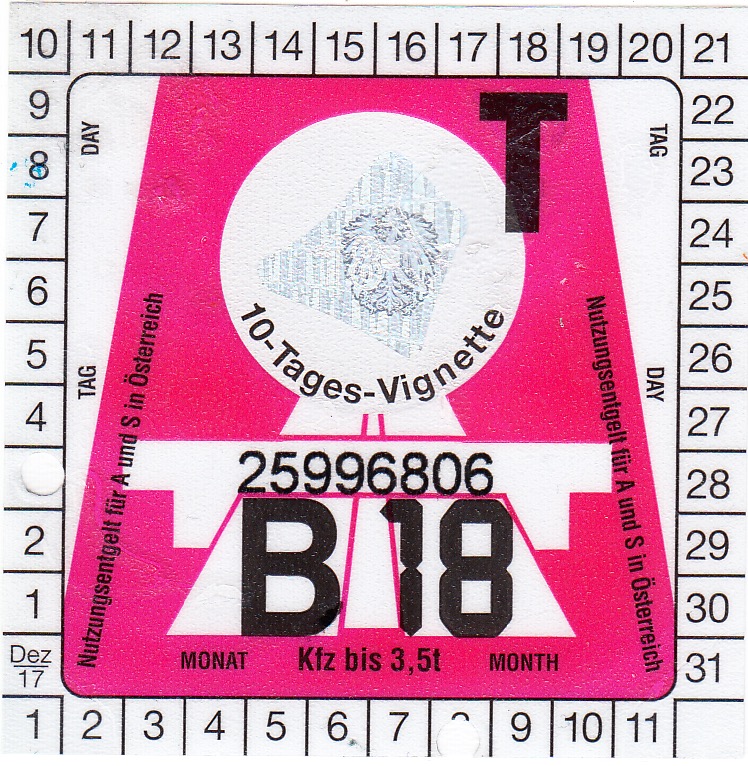 10 11 12 13 14 15 16 17 18 19 20 21
9
8
7
6
5
4
2
1
Dez
17
22
23
24
25
26
27
28
29
30
31
DAY
TAG
TAG
DAY
T
10-Tages-Vignette
Nutzungsentgelt für A und S in Österreich
Nutzungsentgelt für A und S in Österreich
25996806
B 18
MONAT Kfz bis 3,5t MONTH
1 2 3 4 5 6 7 9 10 11